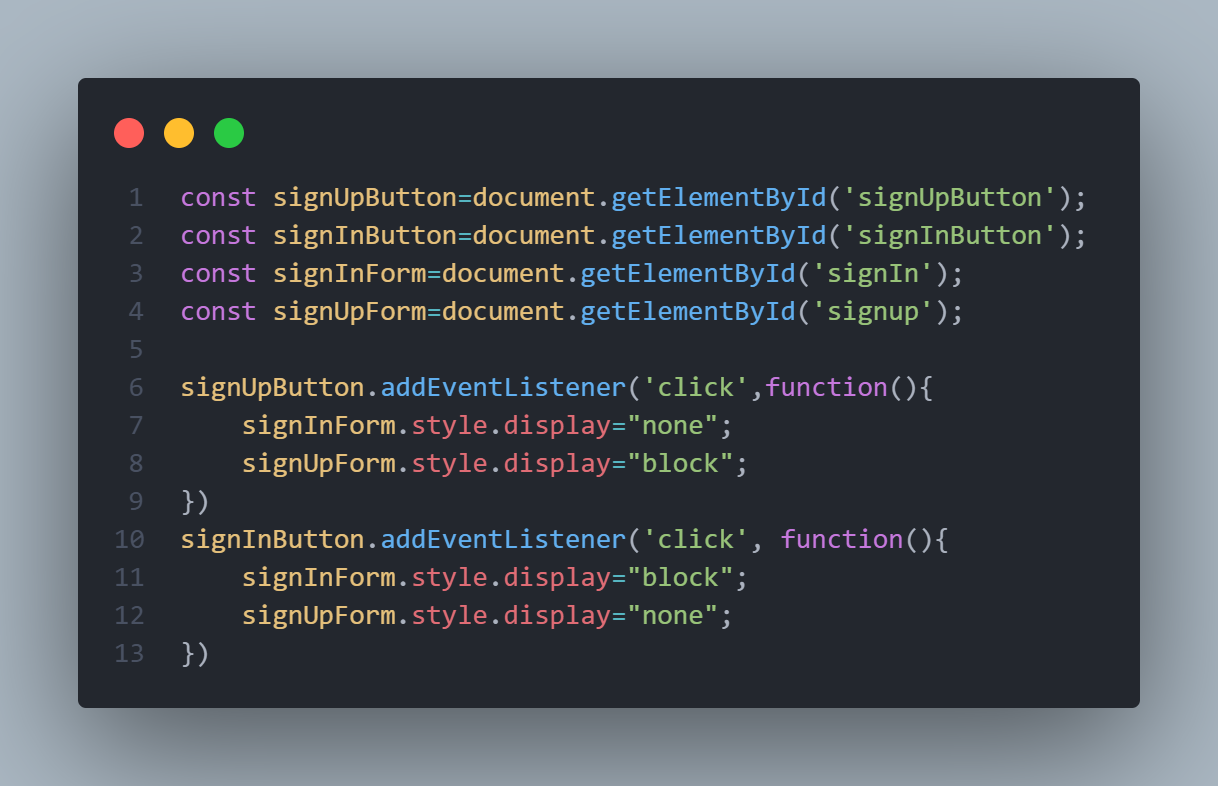 1 const signUpButton=document.getElementById('signUpButton');
2 const signInButton=document.getElementById('signInButton');
3 const signInForm=document.getElementById('signIn');
4 const signUpForm=document.getElementById('signup');
5
6 signUpButton.addEventListener('click',function(){
7     signInForm.style.display="none";
8     signUpForm.style.display="block";
9 })
10 signInButton.addEventListener('click', function(){
11     signInForm.style.display="block";
12     signUpForm.style.display="none";
13 })